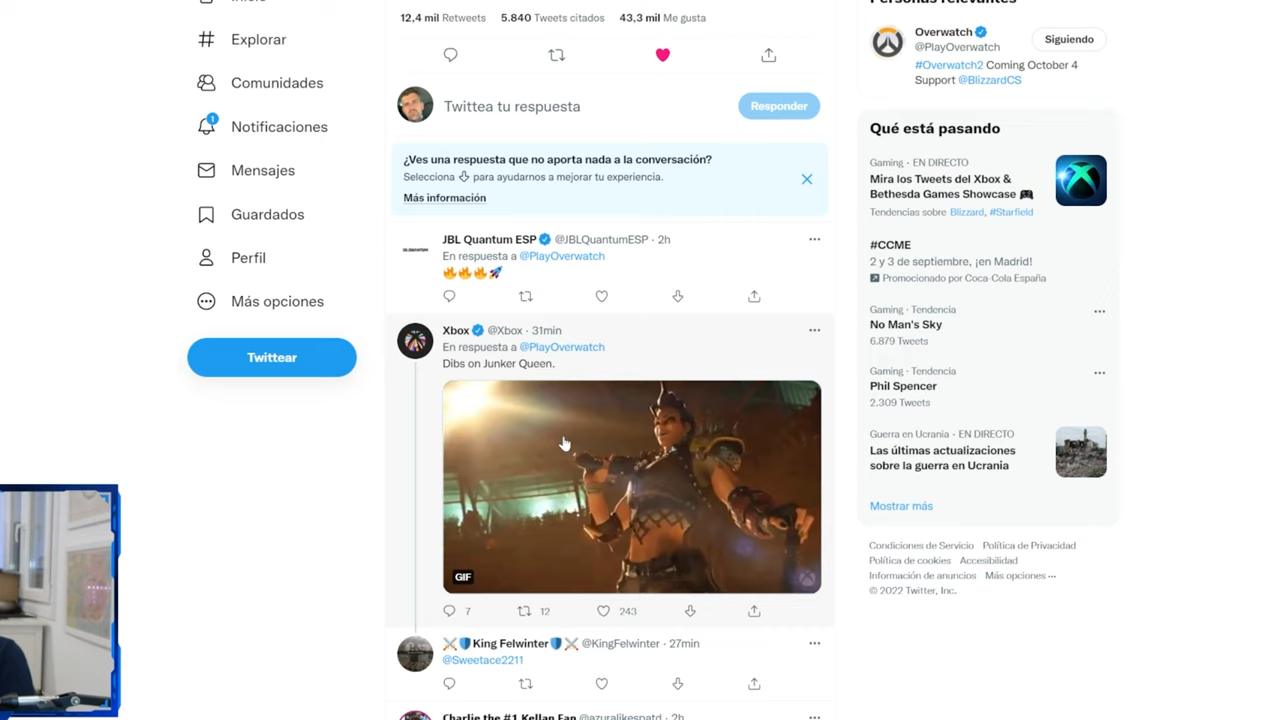 Inicio
Explorar
Comunidades
1
Notificaciones
Mensajes
Guardados
Perfil
Más opciones
Twittear
12,4 mil Retweets 5.840 Tweets citados 43,3 mil Me gusta
Twittea tu respuesta
Responder
¿Ves una respuesta que no aporta nada a la conversación?
Selecciona para ayudarnos a mejorar tu experiencia.
Más información
JBL Quantum ESP @JBLQuantumESP · 2h
En respuesta a @PlayOverwatch
🔥🔥🔥🚀
Xbox @Xbox · 31min
En respuesta a @PlayOverwatch
Dibs on Junker Queen.
GIF
7 12 243
⚔️🛡️King Felwinter🛡️⚔️ @KingFelwinter · 27min
@Sweetace2211
Charlie the #1 Kellan Fan @azuralikespatd · 2h
Personas relevantes
Overwatch
@PlayOverwatch
Siguiendo
#Overwatch2 Coming October 4
Support @BlizzardCS
Qué está pasando
Gaming · EN DIRECTO
Mira los Tweets del Xbox &
Bethesda Games Showcase 🎮
Tendencias sobre Blizzard, #Starfield
#CCME
2 y 3 de septiembre, ¡en Madrid!
Promocionado por Coca-Cola España
Gaming · Tendencia
No Man's Sky
6.879 Tweets
Gaming · Tendencia
Phil Spencer
2.309 Tweets
Guerra en Ucrania · EN DIRECTO
Las últimas actualizaciones
sobre la guerra en Ucrania
Mostrar más
Condiciones de Servicio Política de Privacidad
Política de cookies Accesibilidad
Información de anuncios Más opciones ···
© 2022 Twitter, Inc.